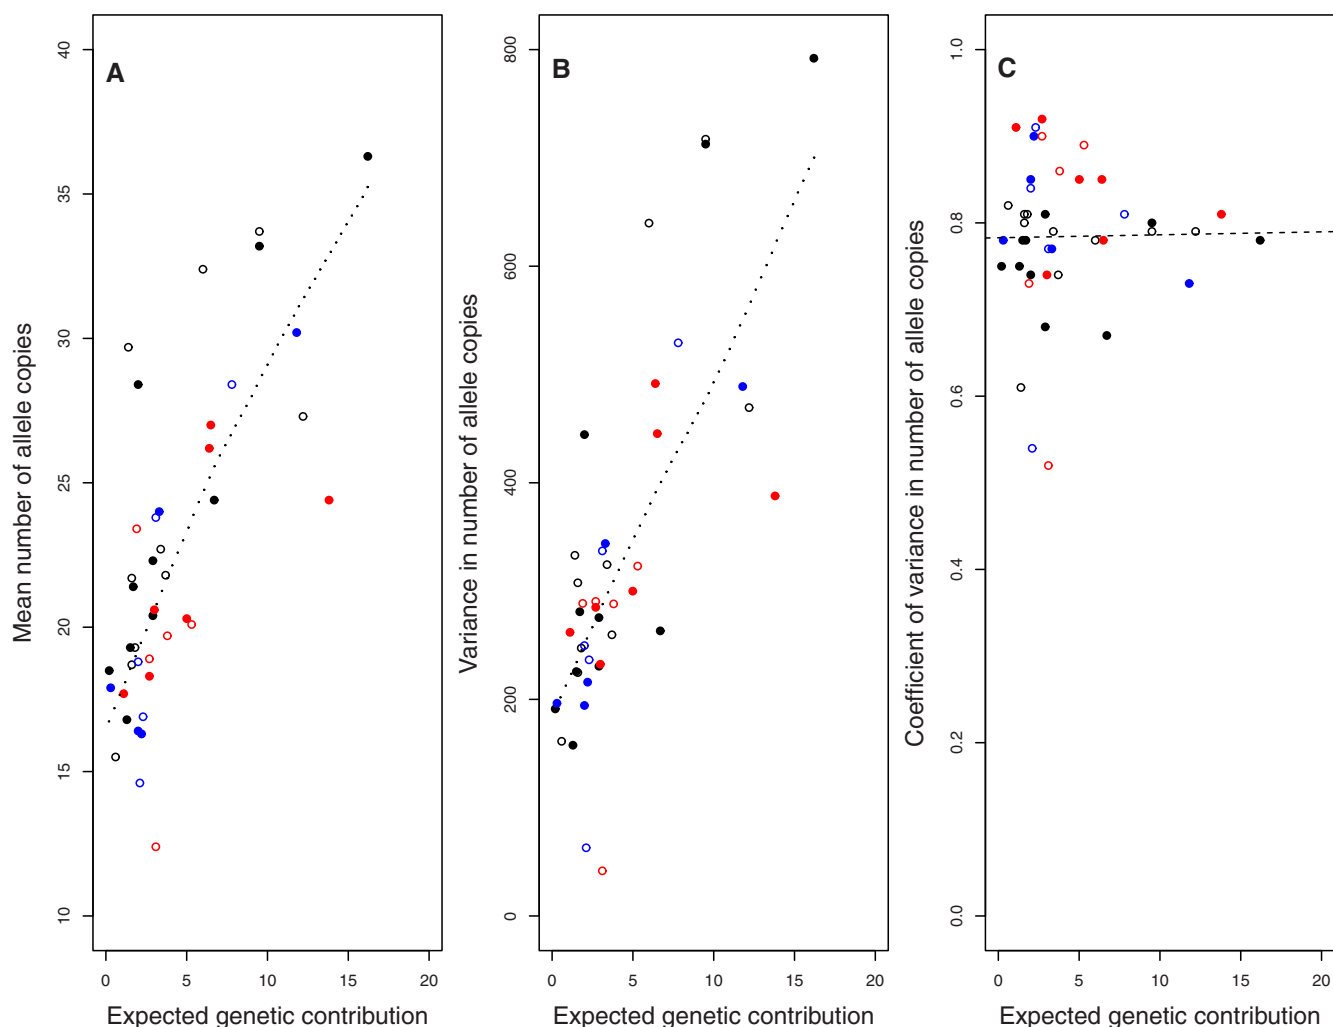 A
40
35
30
25
20
15
10
Mean number of allele copies
0 5 10 15 20
Expected genetic contribution
B
800
600
400
200
0
Variance in number of allele copies
0 5 10 15 20
Expected genetic contribution
C
1.0
0.8
0.6
0.4
0.2
0.0
Coefficient of variance in number of allele copies
0 5 10 15 20
Expected genetic contribution